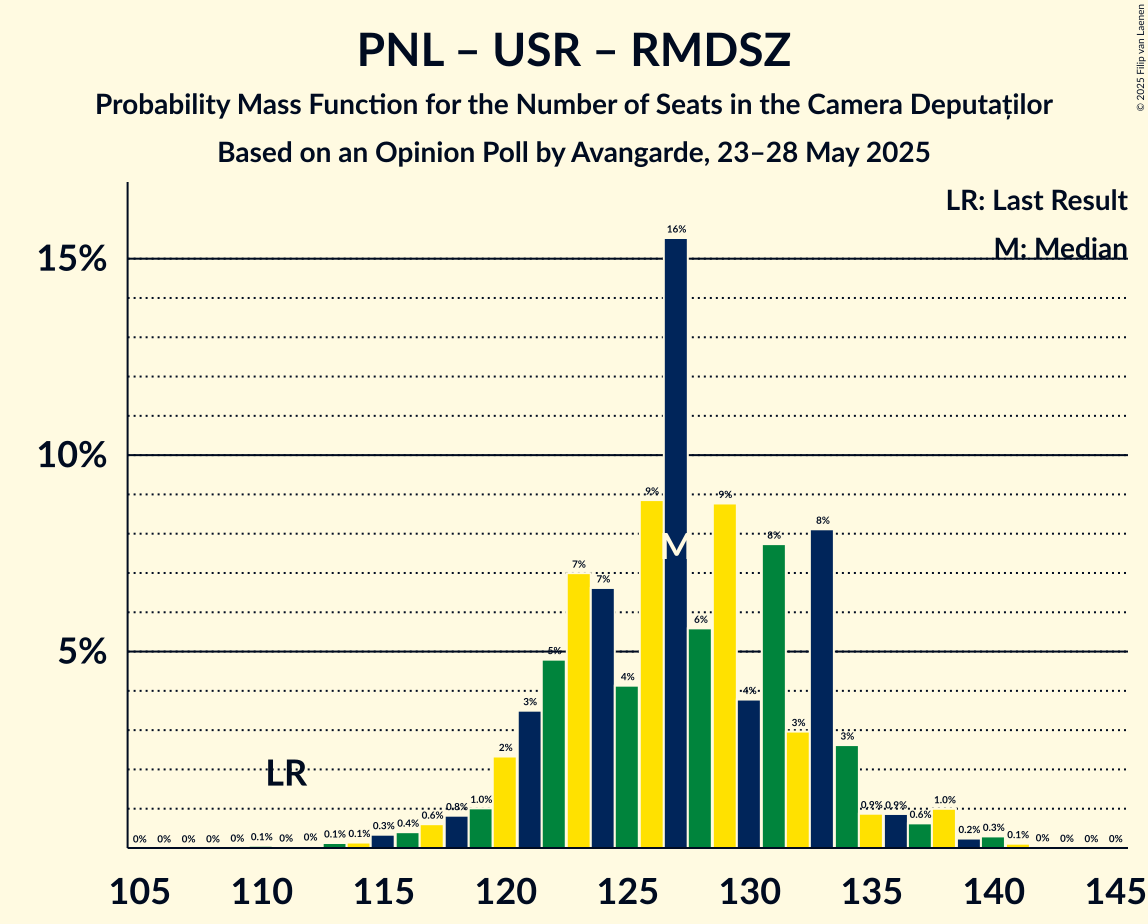 PNL – USR – RMDSZ
Probability Mass Function for the Number of Seats in the Camera Deputaților
Based on an Opinion Poll by Avangarde, 23–28 May 2025
© 2025 Filip van Laenen
LR: Last Result
M: Median
15%
10%
5%
LR
M
0% 0% 0% 0% 0% 0.1% 0% 0% 0.1% 0.1% 0.3% 0.4% 0.6% 0.8% 1.0% 2% 3% 5% 7% 7% 4% 9% 16% 6% 9% 4% 8% 3% 8% 3% 0.9% 0.9% 0.6% 1.0% 0.2% 0.3% 0.1% 0% 0% 0% 0%
105 110 115 120 125 130 135 140 145